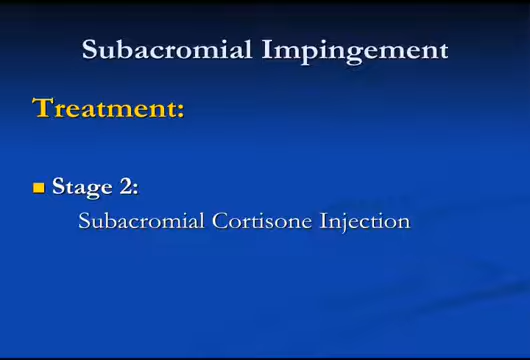 Subacromial Impingement
Treatment:
Stage 2:
Subacromial Cortisone Injection